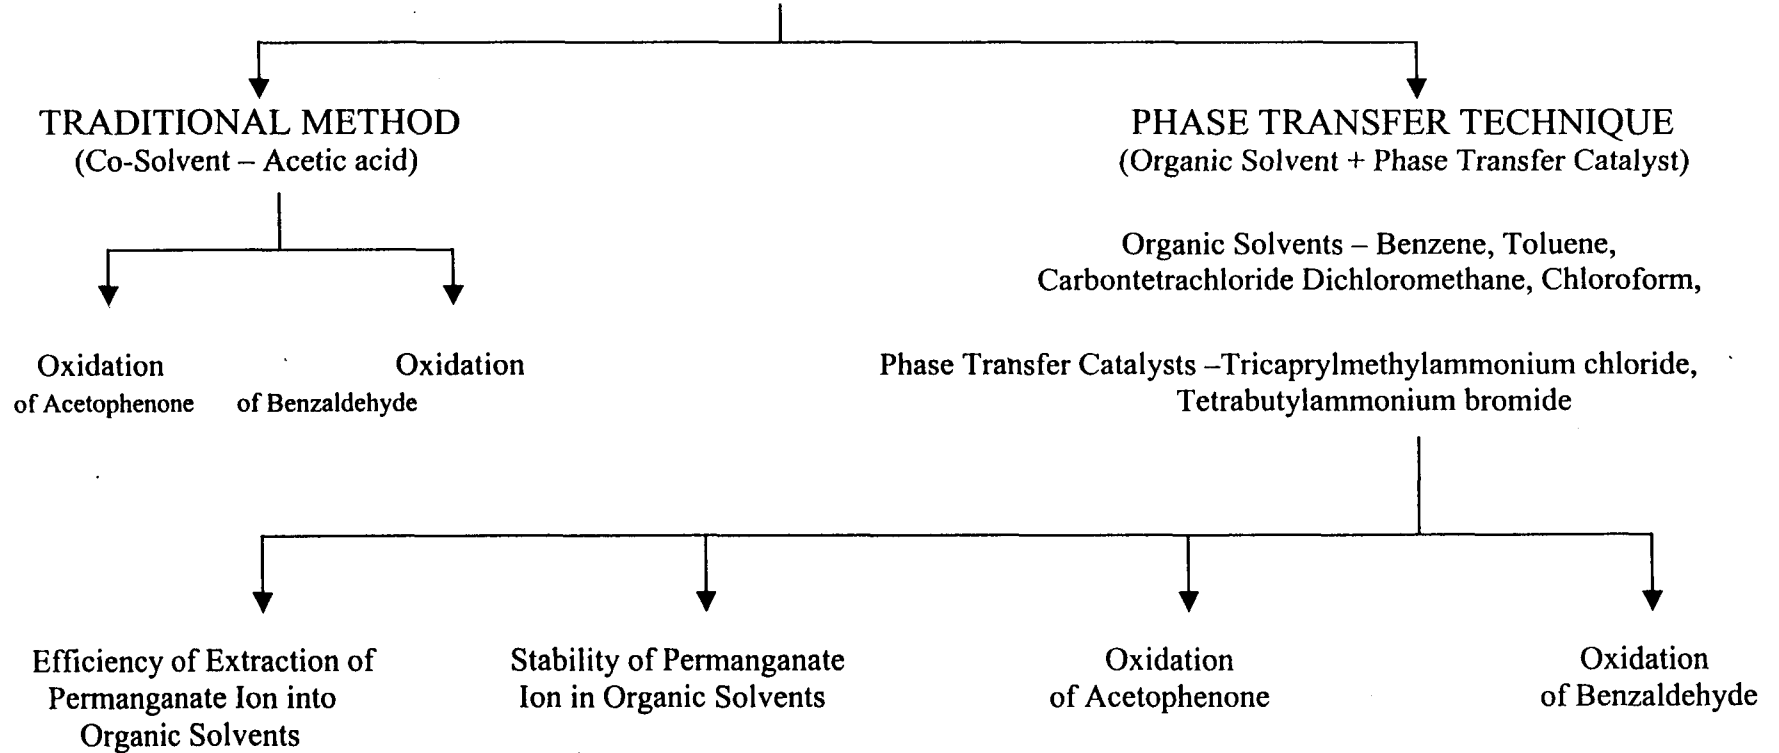 TRADITIONAL METHOD
(Co-Solvent – Acetic acid)
PHASE TRANSFER TECHNIQUE
(Organic Solvent + Phase Transfer Catalyst)
Organic Solvents – Benzene, Toluene,
Carbontetrachloride Dichloromethane, Chloroform,
Oxidation Oxidation
of Acetophenone of Benzaldehyde
Phase Transfer Catalysts –Tricaprylmethylammonium chloride,
Tetrabutylammonium bromide
Efficiency of Extraction of
Permanganate Ion into
Organic Solvents
Stability of Permanganate
Ion in Organic Solvents
Oxidation
of Acetophenone
Oxidation
of Benzaldehyde